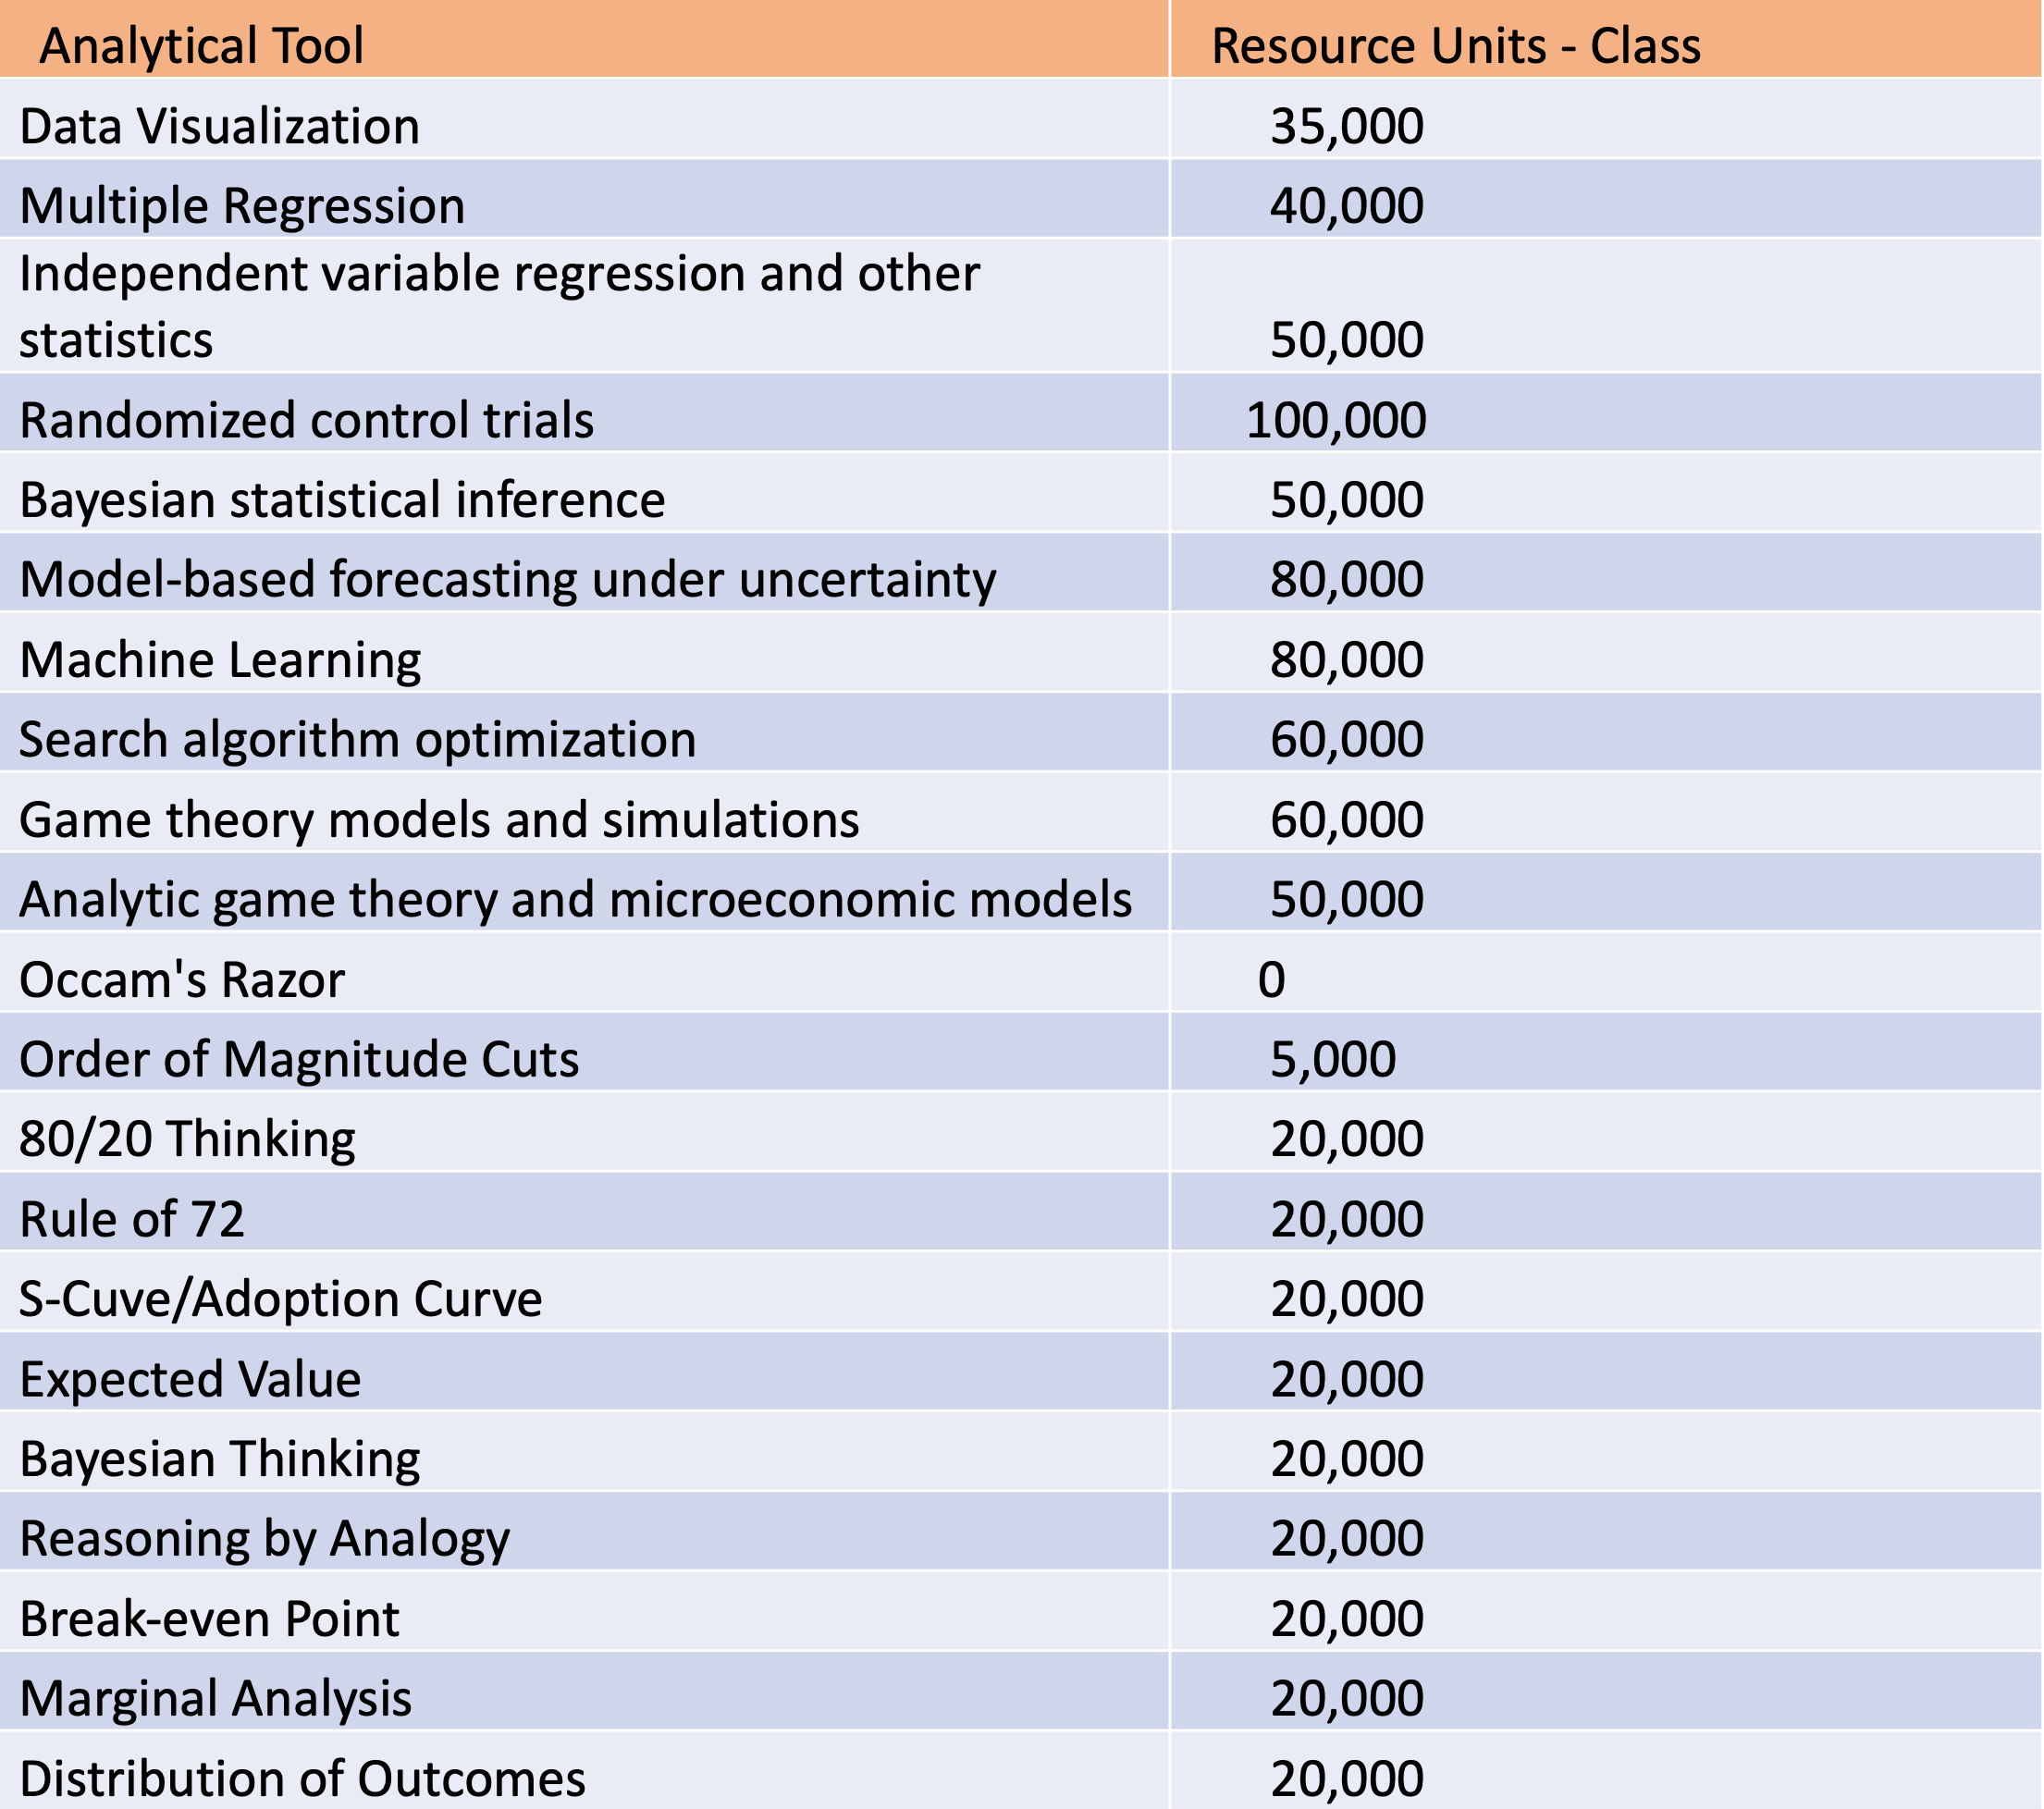 Analytical Tool Resource Units - Class
Data Visualization 35,000
Multiple Regression 40,000
Independent variable regression and other
statistics 50,000
Randomized control trials 100,000
Bayesian statistical inference 50,000
Model-based forecasting under uncertainty 80,000
Machine Learning 80,000
Search algorithm optimization 60,000
Game theory models and simulations 60,000
Analytic game theory and microeconomic models 50,000
Occam's Razor 0
Order of Magnitude Cuts 5,000
80/20 Thinking 20,000
Rule of 72 20,000
S-Cuve/Adoption Curve 20,000
Expected Value 20,000
Bayesian Thinking 20,000
Reasoning by Analogy 20,000
Break-even Point 20,000
Marginal Analysis 20,000
Distribution of Outcomes 20,000